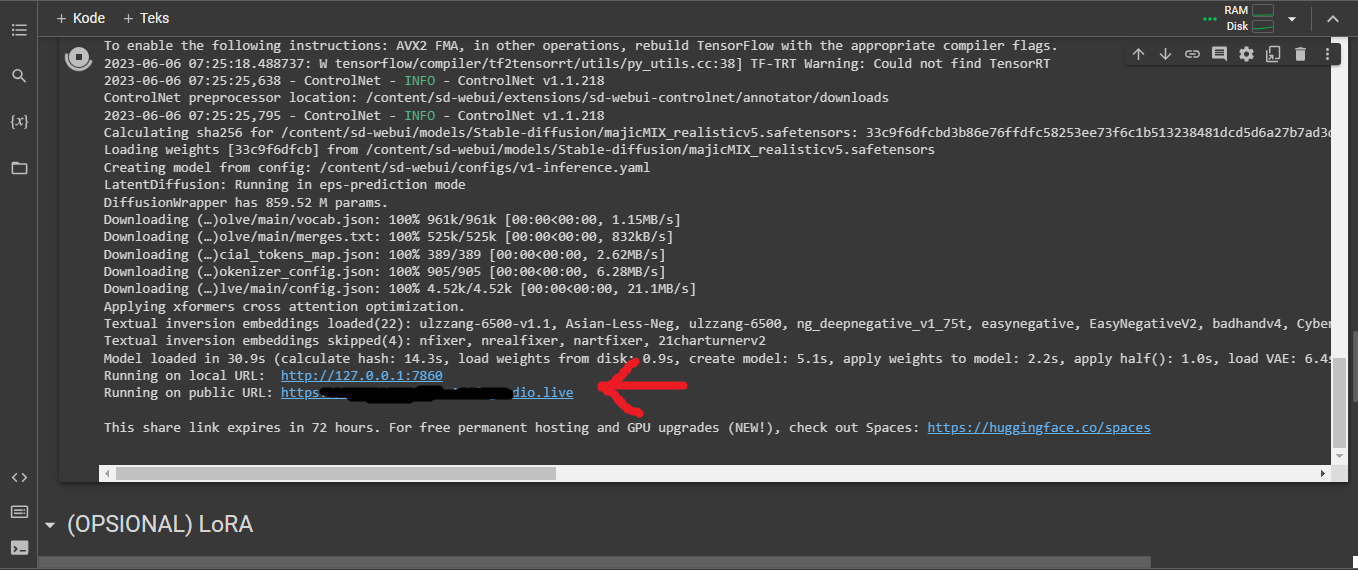 + Kode + Teks
RAM
Disk
To enable the following instructions: AVX2 FMA, in other operations, rebuild TensorFlow with the appropriate compiler flags.
2023-06-06 07:25:18.488737: W tensorflow/compiler/tf2tensorrt/utils/py_utils.cc:38] TF-TRT Warning: Could not find TensorRT
2023-06-06 07:25:25,638 - ControlNet - INFO - ControlNet v1.1.218
ControlNet preprocessor location: /content/sd-webui/extensions/sd-webui-controlnet/annotator/downloads
2023-06-06 07:25:25,795 - ControlNet - INFO - ControlNet v1.1.218
Calculating sha256 for /content/sd-webui/models/Stable-diffusion/majicMIX_realisticv5.safetensors: 33c9f6dfcbd3b86e76ffdfc58253ee73f6c1b513238481dcd5d6a27b7ad3
Loading weights [33c9f6dfcb] from /content/sd-webui/models/Stable-diffusion/majicMIX_realisticv5.safetensors
Creating model from config: /content/sd-webui/configs/v1-inference.yaml
LatentDiffusion: Running in eps-prediction mode
DiffusionWrapper has 859.52 M params.
Downloading (…)olve/main/vocab.json: 100% 961k/961k [00:00<00:00, 1.15MB/s]
Downloading (…)olve/main/merges.txt: 100% 525k/525k [00:00<00:00, 832kB/s]
Downloading (…)cial_tokens_map.json: 100% 389/389 [00:00<00:00, 2.62MB/s]
Downloading (…)okenizer_config.json: 100% 905/905 [00:00<00:00, 6.28MB/s]
Downloading (…)lve/main/config.json: 100% 4.52k/4.52k [00:00<00:00, 21.1MB/s]
Applying xformers cross attention optimization.
Textual inversion embeddings loaded(22): ulzzang-6500-v1.1, Asian-Less-Neg, ulzzang-6500, ng_deepnegative_v1_75t, easynegative, EasyNegativeV2, badhandv4, Cyber
Textual inversion embeddings skipped(4): nfixer, nrealfixer, nartfixer, 21charturnerv2
Model loaded in 30.9s (calculate hash: 14.3s, load weights from disk: 0.9s, create model: 5.1s, apply weights to model: 2.2s, apply half(): 1.0s, load VAE: 6.4s
Running on local URL: http://127.0.0.1:7860
Running on public URL: https: dio.live
This share link expires in 72 hours. For free permanent hosting and GPU upgrades (NEW!), check out Spaces: https://huggingface.co/spaces
(OPSIONAL) LoRA